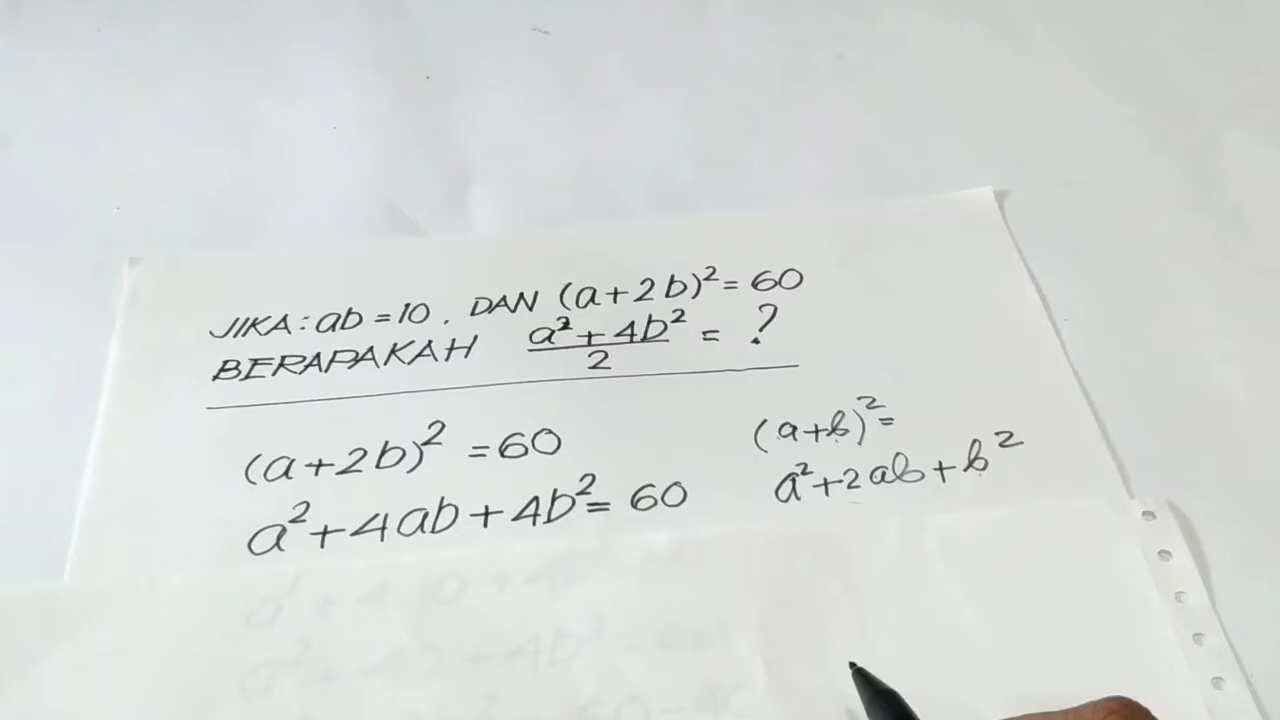 JIKA: ab = 10. DAN (a+2b)² = 60
BERAPAKAH (a² + 4b²)/2 = ?
(a+2b)² = 60
a² + 4ab + 4b² = 60
(a+b)² =
a² + 2ab + b²